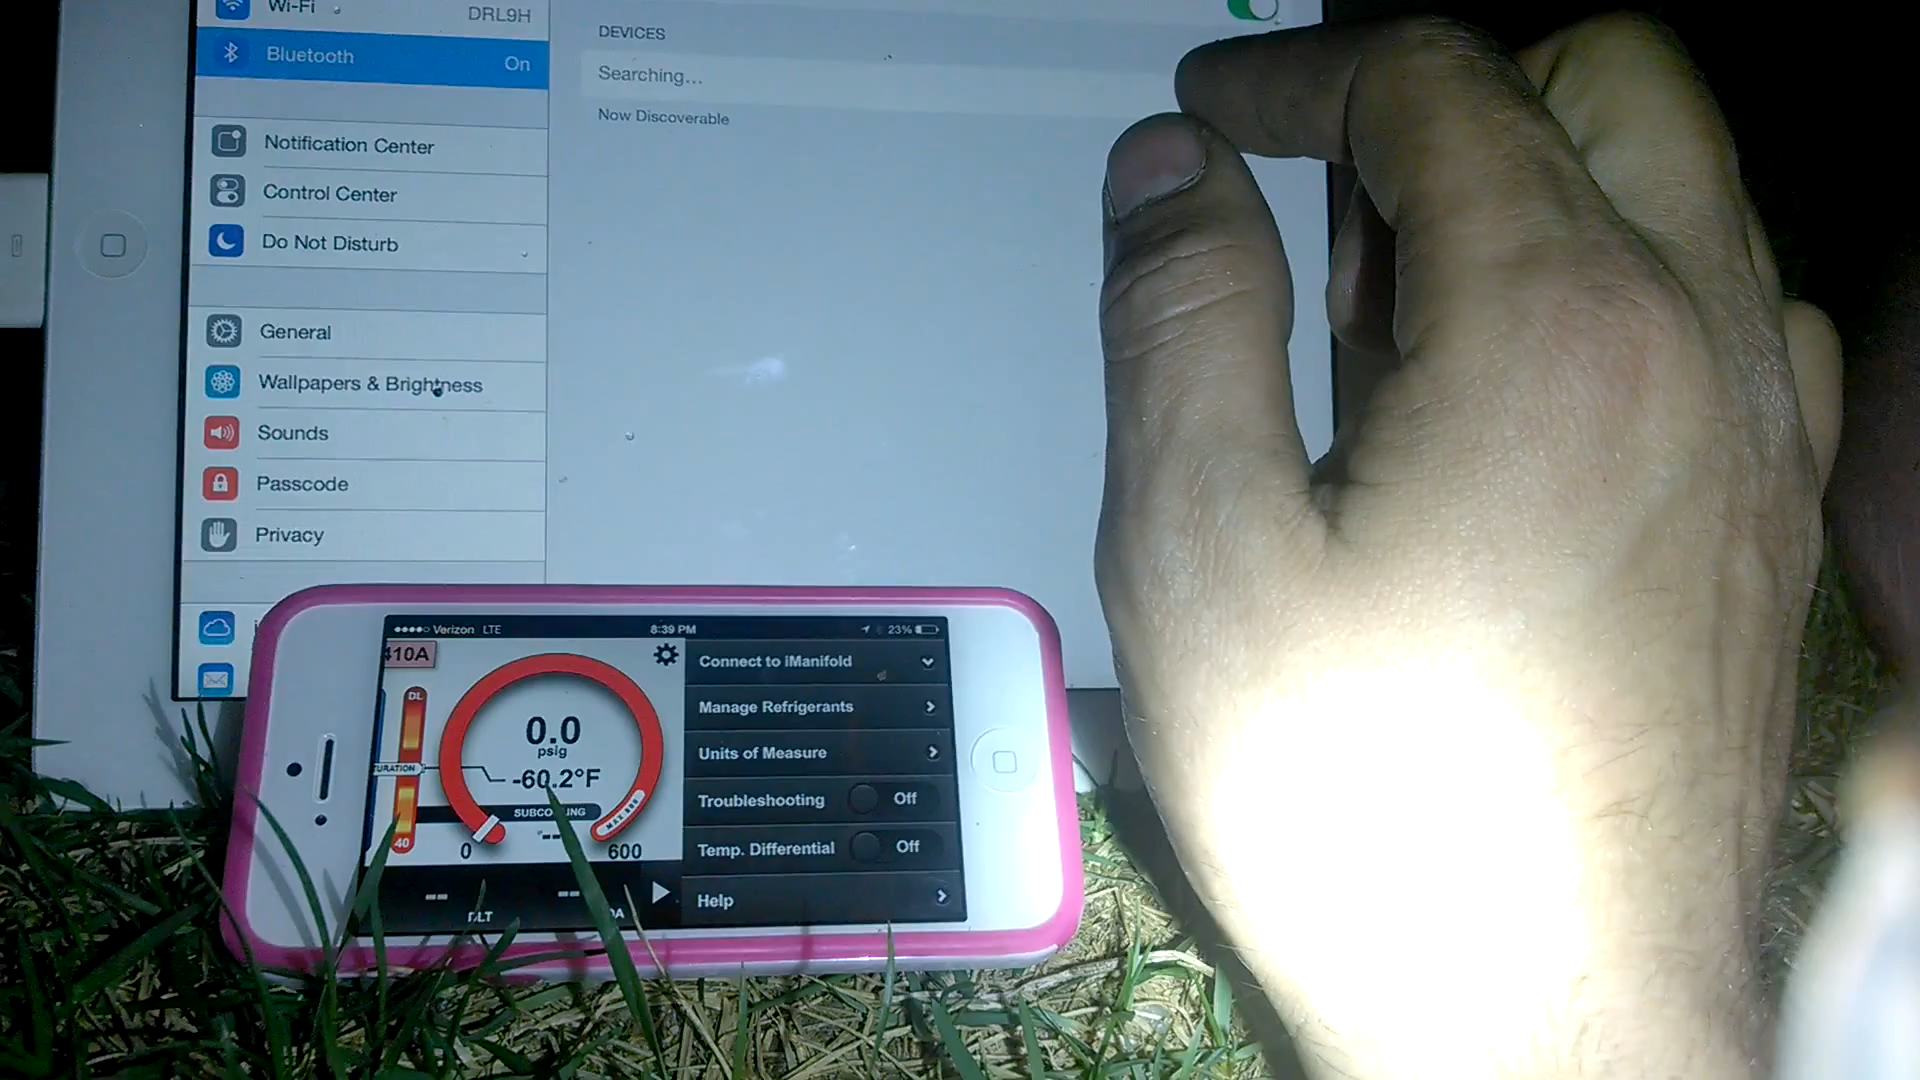 Wi-Fi DRL9H
Bluetooth On
Notification Center
Control Center
Do Not Disturb
General
Wallpapers & Brightness
Sounds
Passcode
Privacy
DEVICES
Searching...
Now Discoverable
Verizon LTE 8:39 PM 23%
410A
DL
40
0.0
psig
-60.2°F
0
600
--
--
Connect to iManifold
Manage Refrigerants
Units of Measure
Troubleshooting Off
Temp. Differential Off
Help